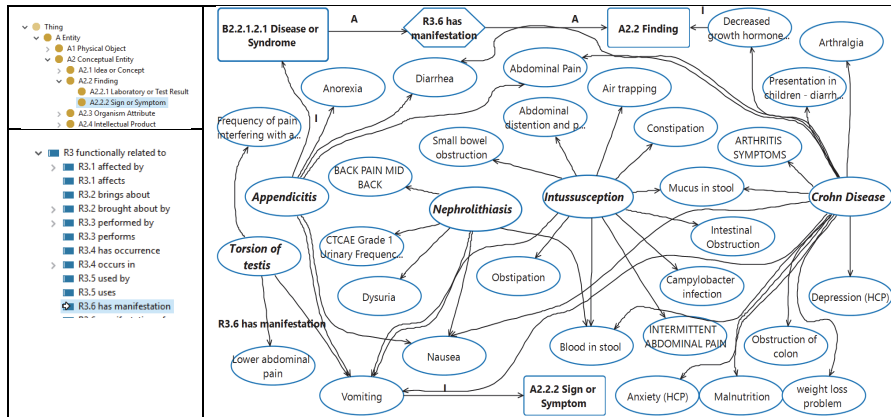 Thing
A Entity
A1 Physical Object
A2 Conceptual Entity
A2.1 Idea or Concept
A2.2 Finding
A2.2.1 Laboratory or Test Result
A2.2.2 Sign or Symptom
A2.3 Organism Attribute
A2.4 Intellectual Product
R3 functionally related to
R3.1 affected by
R3.1 affects
R3.2 brings about
R3.2 brought about by
R3.3 performed by
R3.3 performs
R3.4 has occurrence
R3.4 occurs in
R3.5 used by
R3.5 uses
R3.6 has manifestation
B2.2.1.2.1 Disease or
Syndrome
A
R3.6 has
manifestation
A
A2.2 Finding
I
Decreased
growth hormone...
Arthralgia
Anorexia
Diarrhea
Abdominal Pain
Air trapping
Presentation in
children - diarrh...
Frequency of pain
interfering with a...
I
Abdominal
distention and p...
Constipation
Small bowel
obstruction
ARTHRITIS
SYMPTOMS
BACK PAIN MID
BACK
Mucus in stool
Appendicitis
Nephrolithiasis
Intussusception
Crohn Disease
CTCAE Grade 1
Urinary Frequenc...
Intestinal
Obstruction
Torsion of
testis
Obstipation
Campylobacter
infection
Dysuria
Depression (HCP)
R3.6 has manifestation
Lower abdominal
pain
Nausea
Blood in stool
INTERMITTENT
ABDOMINAL PAIN
Obstruction of
colon
Vomiting
I
A2.2.2 Sign or
Symptom
Anxiety (HCP)
Malnutrition
weight loss
problem